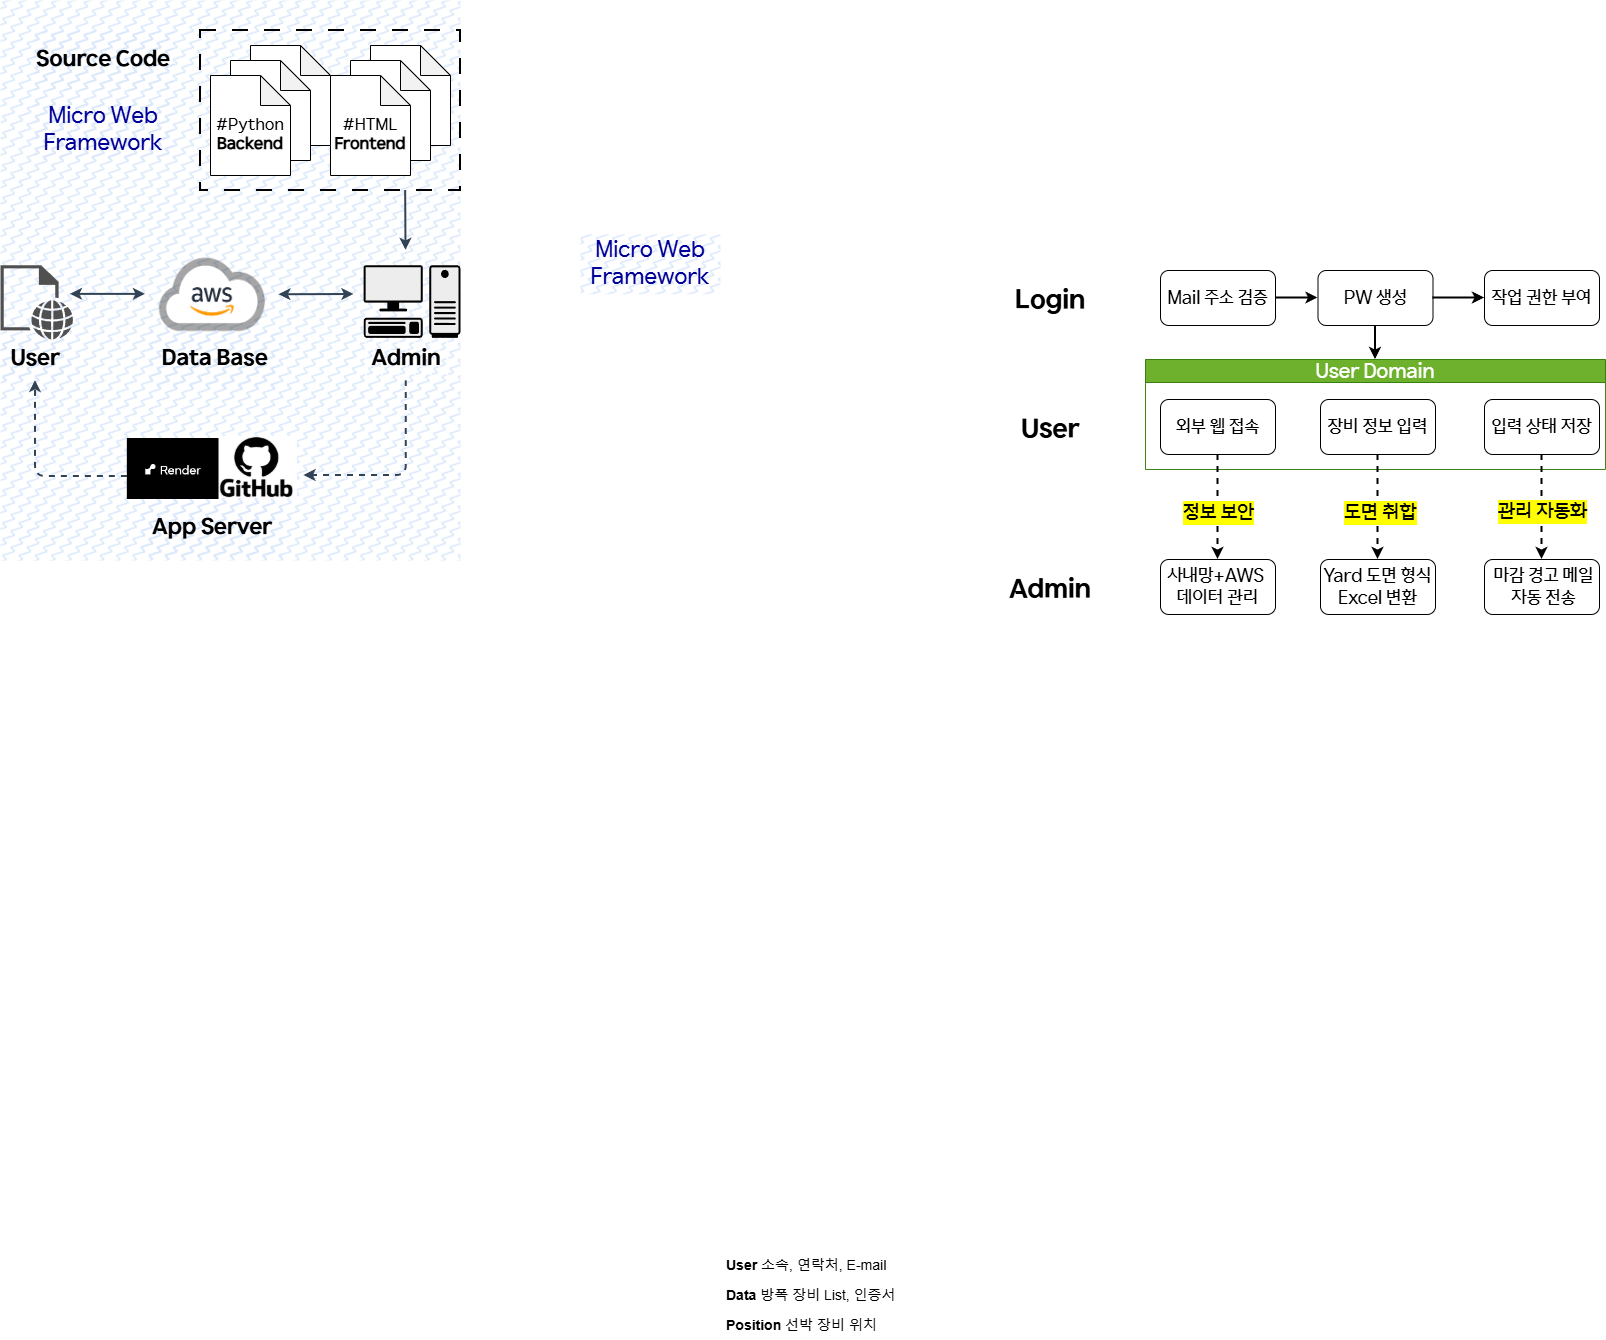 Source Code
Micro Web
Framework
#Python
Backend
#HTML
Frontend
aws
User
Data Base
Admin
Render
GitHub
App Server
Micro Web
Framework
Login
Mail 주소 검증
PW 생성
작업 권한 부여
User Domain
User
외부 웹 접속
장비 정보 입력
입력 상태 저장
정보 보안
도면 취합
관리 자동화
Admin
사내망+AWS
데이터 관리
Yard 도면 형식
Excel 변환
마감 경고 메일
자동 전송
User 소속, 연락처, E-mail
Data 방폭 장비 List, 인증서
Position 선박 장비 위치